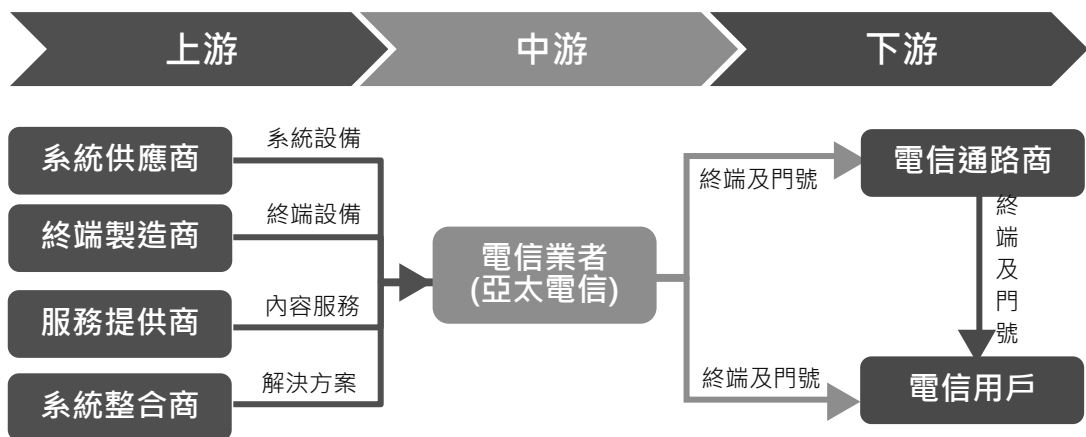 上游
中游
下游
系統供應商
系統設備
終端製造商
終端設備
服務提供商
內容服務
系統整合商
解決方案
電信業者
(亞太電信)
終端及門號
終端及門號
電信通路商
終
端
及
門
號
電信用戶